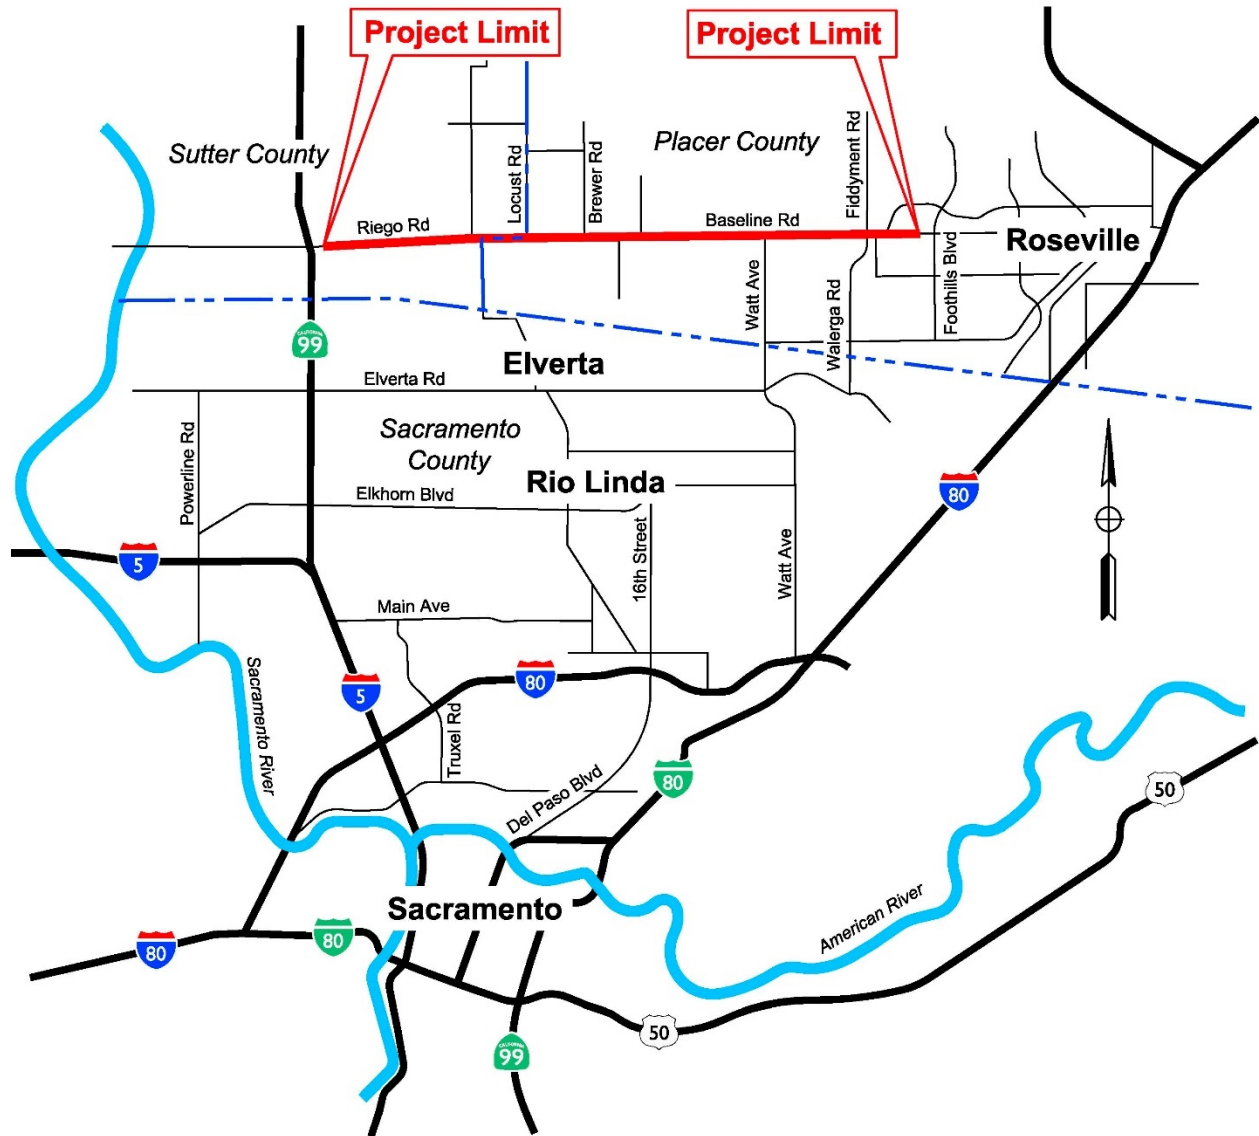 Project Limit
Project Limit
Sutter County
Placer County
Locust Rd
Brewer Rd
Fiddyment Rd
Riego Rd
Baseline Rd
Roseville
Foothills Blvd
Watt Ave
Walerga Rd
CALIFORNIA
99
Elverta
Elverta Rd
Sacramento
County
Powerline Rd
Rio Linda
Elkhorn Blvd
80
5
16th Street
Watt Ave
Main Ave
Sacramento River
5
80
Truxel Rd
80
50
Del Paso Blvd
Sacramento
American River
80
80
50
CALIFORNIA
99